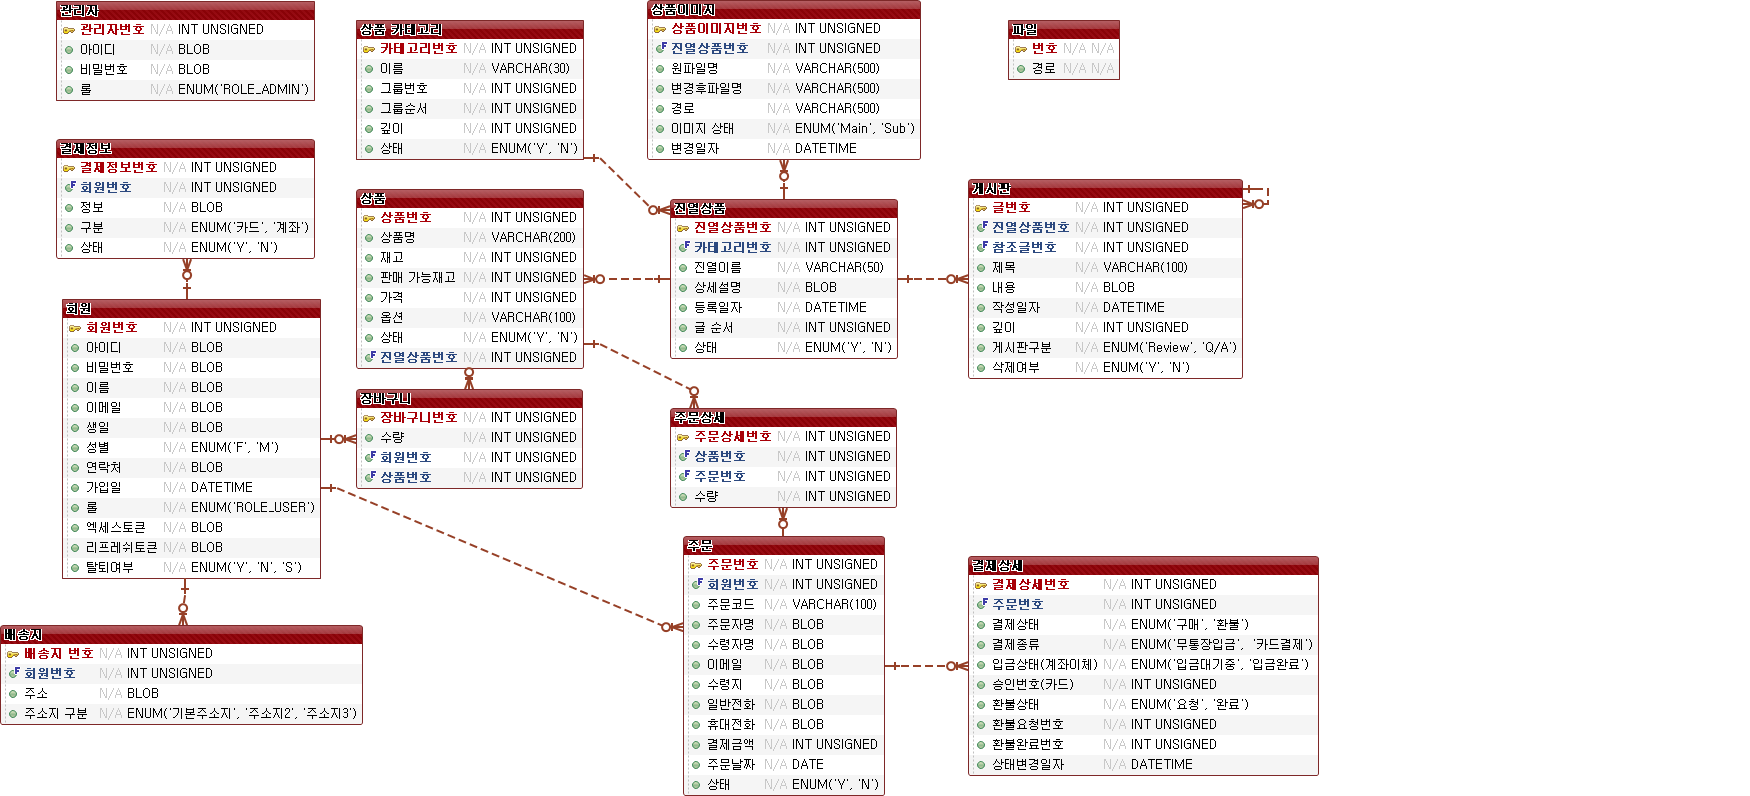 관리자
관리자번호 N/A INT UNSIGNED
아이디 N/A BLOB
비밀번호 N/A BLOB
롤 N/A ENUM('ROLE_ADMIN')
상품 카테고리
카테고리번호 N/A INT UNSIGNED
이름 N/A VARCHAR(30)
그룹번호 N/A INT UNSIGNED
그룹순서 N/A INT UNSIGNED
깊이 N/A INT UNSIGNED
상태 N/A ENUM('Y', 'N')
상품이미지
상품이미지번호 N/A INT UNSIGNED
진열상품번호 N/A INT UNSIGNED
원파일명 N/A VARCHAR(500)
변경후파일명 N/A VARCHAR(500)
경로 N/A VARCHAR(500)
이미지 상태 N/A ENUM('Main', 'Sub')
변경일자 N/A DATETIME
파일
번호 N/A N/A
경로 N/A N/A
결제정보
결제정보번호 N/A INT UNSIGNED
회원번호 N/A INT UNSIGNED
정보 N/A BLOB
구분 N/A ENUM('카드', '계좌')
상태 N/A ENUM('Y', 'N')
상품
상품번호 N/A INT UNSIGNED
상품명 N/A VARCHAR(200)
재고 N/A INT UNSIGNED
판매 가능재고 N/A INT UNSIGNED
가격 N/A INT UNSIGNED
옵션 N/A VARCHAR(100)
상태 N/A ENUM('Y', 'N')
진열상품번호 N/A INT UNSIGNED
진열상품
진열상품번호 N/A INT UNSIGNED
카테고리번호 N/A INT UNSIGNED
진열이름 N/A VARCHAR(50)
상세설명 N/A BLOB
등록일자 N/A DATETIME
글 순서 N/A INT UNSIGNED
상태 N/A ENUM('Y', 'N')
게시판
글번호 N/A INT UNSIGNED
진열상품번호 N/A INT UNSIGNED
참조글번호 N/A INT UNSIGNED
제목 N/A VARCHAR(100)
내용 N/A BLOB
작성일자 N/A DATETIME
깊이 N/A INT UNSIGNED
게시판구분 N/A ENUM('Review', 'Q/A')
삭제여부 N/A ENUM('Y', 'N')
회원
회원번호 N/A INT UNSIGNED
아이디 N/A BLOB
비밀번호 N/A BLOB
이름 N/A BLOB
이메일 N/A BLOB
생일 N/A BLOB
성별 N/A ENUM('F', 'M')
연락처 N/A BLOB
가입일 N/A DATETIME
롤 N/A ENUM('ROLE_USER')
엑세스토큰 N/A BLOB
리프레쉬토큰 N/A BLOB
탈퇴여부 N/A ENUM('Y', 'N', 'S')
장바구니
장바구니번호 N/A INT UNSIGNED
수량 N/A INT UNSIGNED
회원번호 N/A INT UNSIGNED
상품번호 N/A INT UNSIGNED
주문상세
주문상세번호 N/A INT UNSIGNED
상품번호 N/A INT UNSIGNED
주문번호 N/A INT UNSIGNED
수량 N/A INT UNSIGNED
배송지
배송지 번호 N/A INT UNSIGNED
회원번호 N/A INT UNSIGNED
주소 N/A BLOB
주소지 구분 N/A ENUM('기본주소지', '주소지2', '주소지3')
주문
주문번호 N/A INT UNSIGNED
회원번호 N/A INT UNSIGNED
주문코드 N/A VARCHAR(100)
주문자명 N/A BLOB
수령자명 N/A BLOB
이메일 N/A BLOB
수령지 N/A BLOB
일반전화 N/A BLOB
휴대전화 N/A BLOB
결제금액 N/A INT UNSIGNED
주문날짜 N/A DATE
상태 N/A ENUM('Y', 'N')
결제상세
결제상세번호 N/A INT UNSIGNED
주문번호 N/A INT UNSIGNED
결제상태 N/A ENUM('구매', '환불')
결제종류 N/A ENUM('무통장입금', '카드결제')
입금상태(계좌이체) N/A ENUM('입금대기중', '입금완료')
승인번호(카드) N/A INT UNSIGNED
환불상태 N/A ENUM('요청', '완료')
환불요청번호 N/A INT UNSIGNED
환불완료번호 N/A INT UNSIGNED
상태변경일자 N/A DATETIME